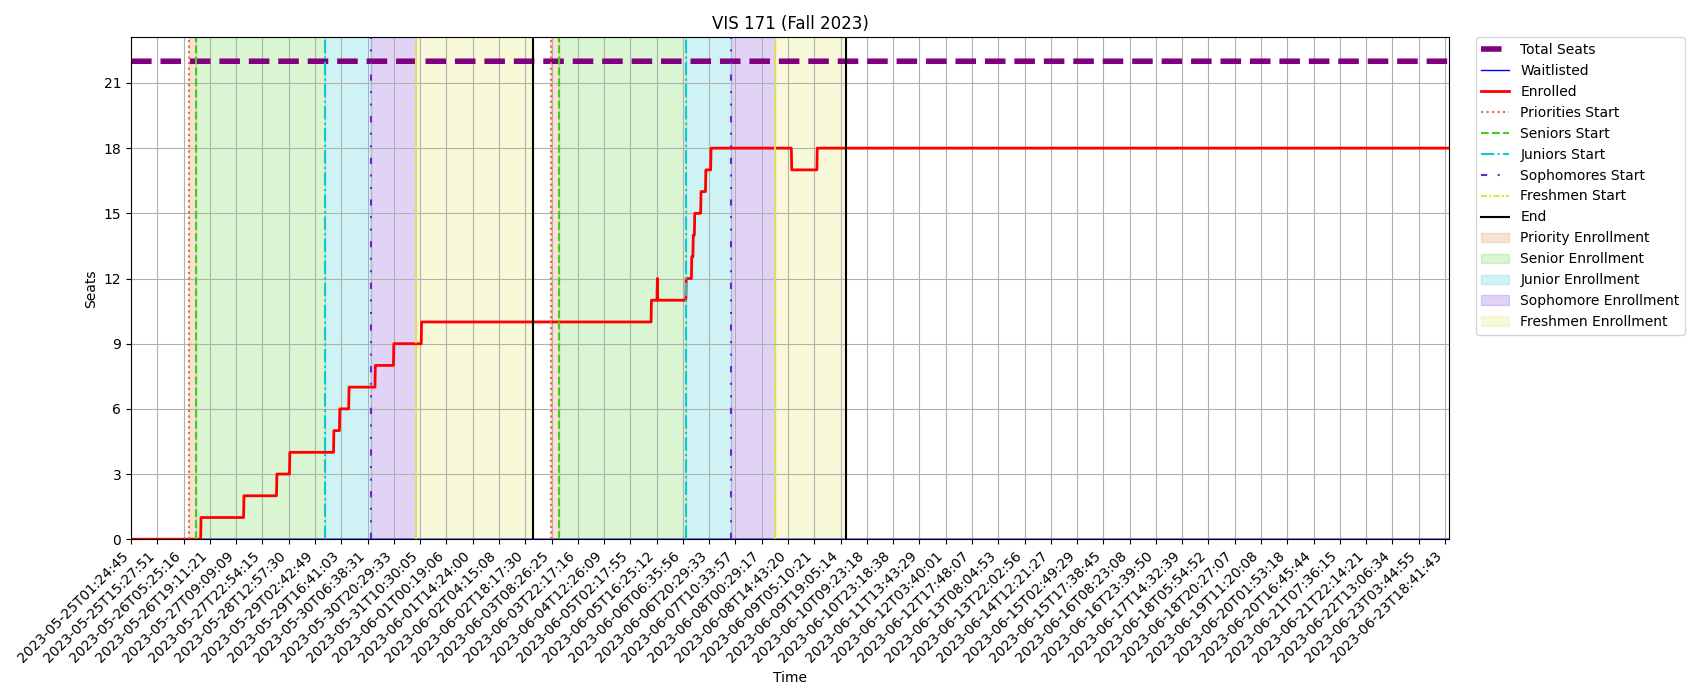 VIS 171 (Fall 2023)
Seats
21
18
15
12
9
6
3
0
2023-05-25T01:24:45
2023-05-25T15:27:51
2023-05-26T05:25:16
2023-05-26T19:11:21
2023-05-27T09:09:09
2023-05-27T22:54:15
2023-05-28T12:57:30
2023-05-29T02:42:49
2023-05-29T16:41:03
2023-05-30T06:38:31
2023-05-30T20:29:33
2023-05-31T10:30:05
2023-06-01T00:19:06
2023-06-01T14:24:00
2023-06-02T04:15:08
2023-06-02T18:17:30
2023-06-03T08:26:25
2023-06-03T22:17:16
2023-06-04T12:26:09
2023-06-05T02:17:55
2023-06-05T16:25:12
2023-06-06T06:35:56
2023-06-06T20:29:33
2023-06-07T10:33:57
2023-06-08T00:29:17
2023-06-08T14:43:20
2023-06-09T05:10:21
2023-06-09T19:05:14
2023-06-10T09:23:18
2023-06-10T23:18:38
2023-06-11T13:43:29
2023-06-12T03:40:01
2023-06-12T17:48:07
2023-06-13T08:04:53
2023-06-13T22:02:56
2023-06-14T12:21:27
2023-06-15T02:49:29
2023-06-15T17:38:45
2023-06-16T08:23:08
2023-06-16T23:39:50
2023-06-17T14:32:39
2023-06-18T05:54:52
2023-06-18T20:27:07
2023-06-19T11:20:08
2023-06-20T01:53:18
2023-06-20T16:45:44
2023-06-21T07:36:15
2023-06-21T22:14:21
2023-06-22T13:06:34
2023-06-23T03:44:55
2023-06-23T18:41:43
Time
Total Seats
Waitlisted
Enrolled
Priorities Start
Seniors Start
Juniors Start
Sophomores Start
Freshmen Start
End
Priority Enrollment
Senior Enrollment
Junior Enrollment
Sophomore Enrollment
Freshmen Enrollment